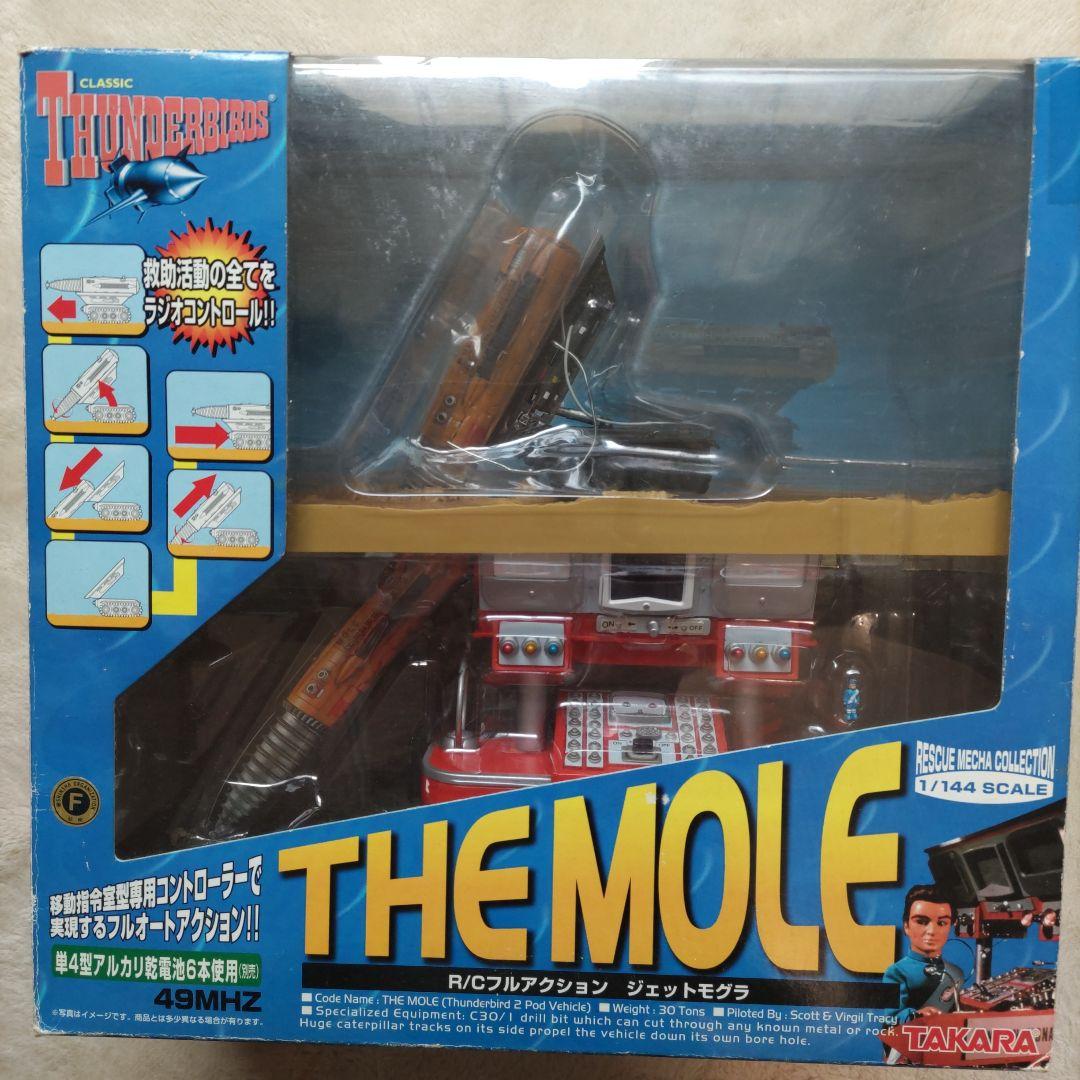 CLASSIC
THUNDERBIRDS®
救助活動の全てを
ラジオコントロール!!
ON
OFF
RESCUE MECHA COLLECTION
1/144 SCALE
F
THE MOLE
移動指令室型専用コントローラーで
実現するフルオートアクション!!
単4型アルカリ乾電池6本使用(別売)
49MHZ
※写真はイメージです。商品とは多少異なる場合が有ります。
R/Cフルアクション ジェットモグラ
■ Code Name : THE MOLE (Thunderbird 2 Pod Vehicle) ■ Weight : 30 Tons ■ Piloted By : Scott & Virgil Tracy
■ Specialized Equipment: C30/1 drill bit which can cut through any known metal or rock.
Huge caterpillar tracks on its side propel the vehicle down its own bore hole.
TAKARA